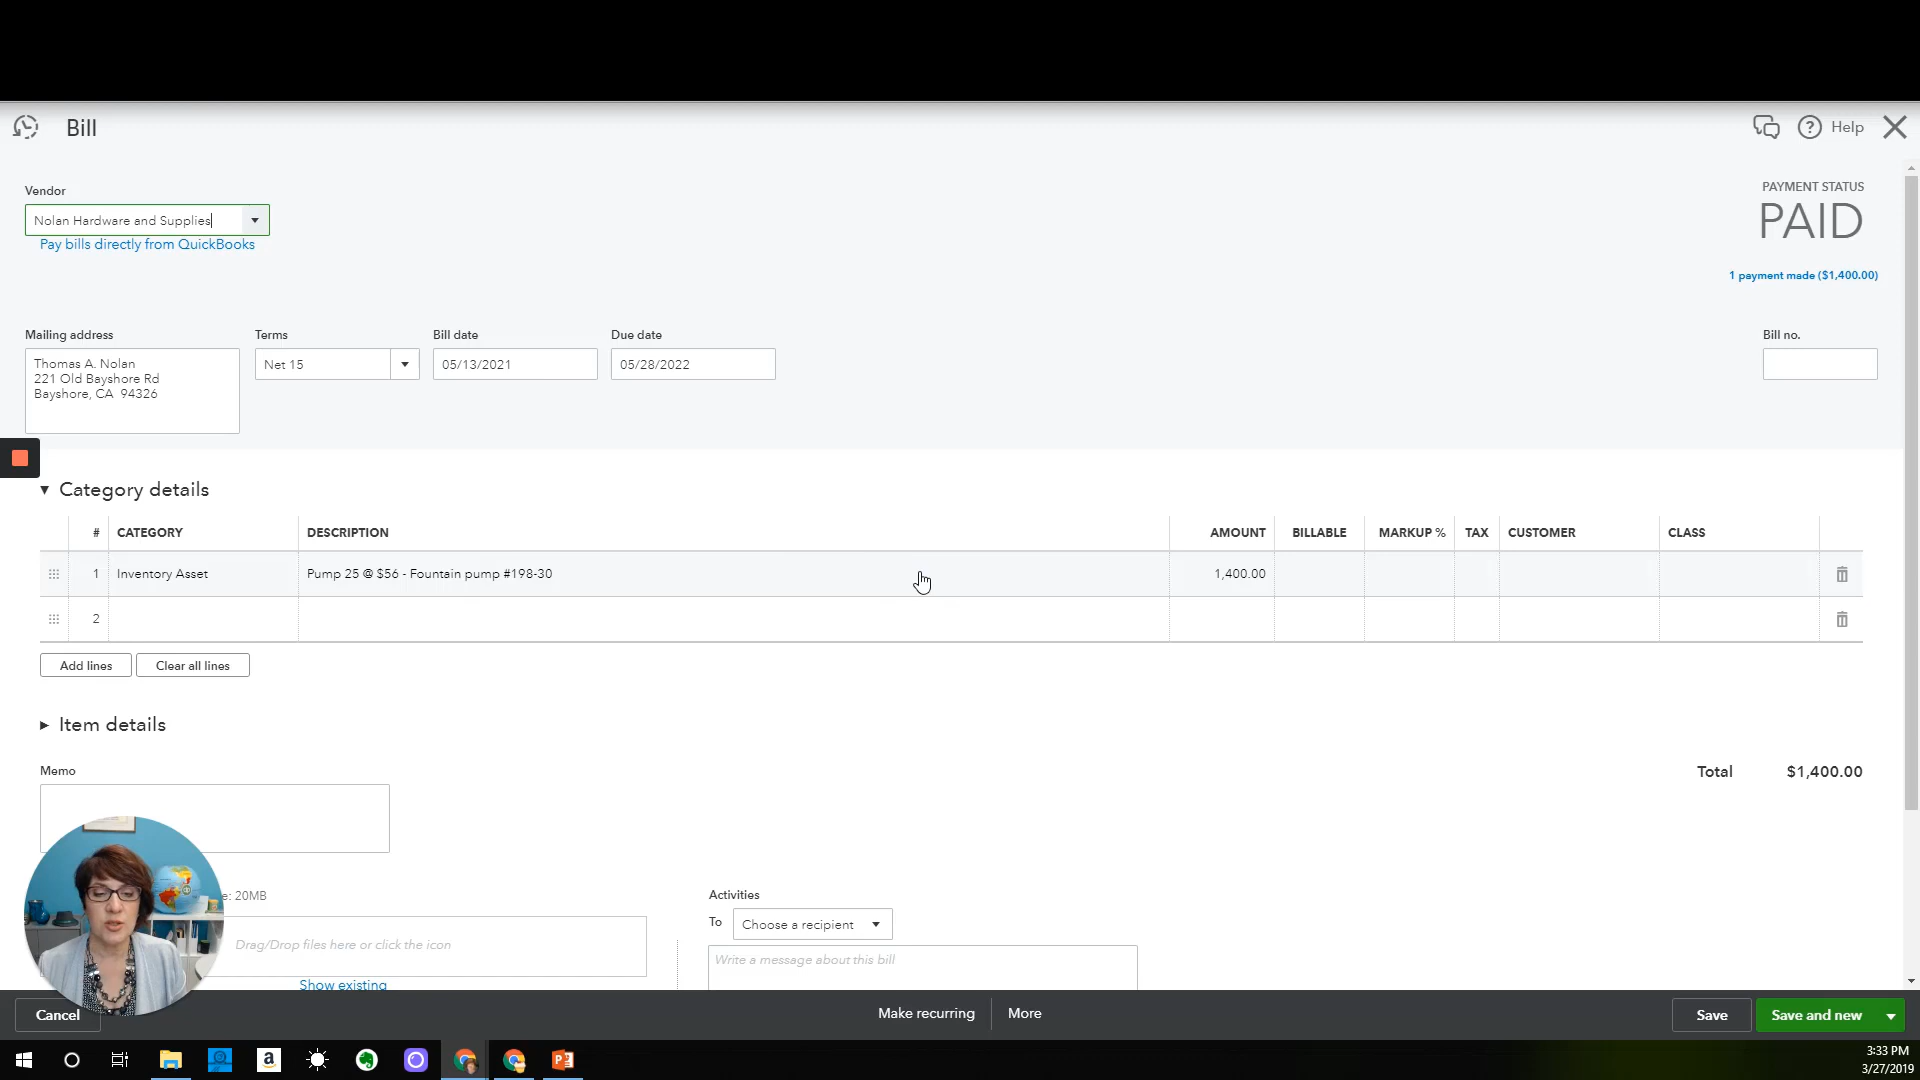 Bill
Help
Vendor
Nolan Hardware and Supplies
Pay bills directly from QuickBooks
PAYMENT STATUS
PAID
1 payment made ($1,400.00)
Mailing address
Terms
Bill date
Due date
Bill no.
Thomas A. Nolan
221 Old Bayshore Rd
Bayshore, CA 94326
Net 15
05/13/2021
05/28/2022
Category details
# CATEGORY DESCRIPTION AMOUNT BILLABLE MARKUP % TAX CUSTOMER CLASS
1 Inventory Asset Pump 25 @ $56 - Fountain pump #198-30 1,400.00
2
Add lines
Clear all lines
Item details
Memo
Total $1,400.00
e: 20MB
Drag/Drop files here or click the icon
Show existing
Activities
To Choose a recipient
Write a message about this bill
Cancel
Make recurring
More
Save
Save and new
3:33 PM
3/27/2019